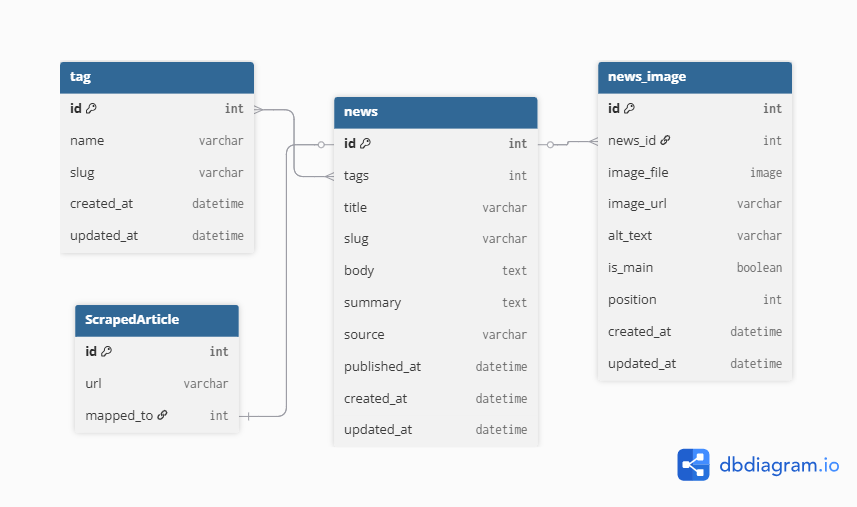 tag
id int
name varchar
slug varchar
created_at datetime
updated_at datetime
ScrapedArticle
id int
url varchar
mapped_to int
news
id int
tags int
title varchar
slug varchar
body text
summary text
source varchar
published_at datetime
created_at datetime
updated_at datetime
news_image
id int
news_id int
image_file image
image_url varchar
alt_text varchar
is_main boolean
position int
created_at datetime
updated_at datetime
dbdiagram.io